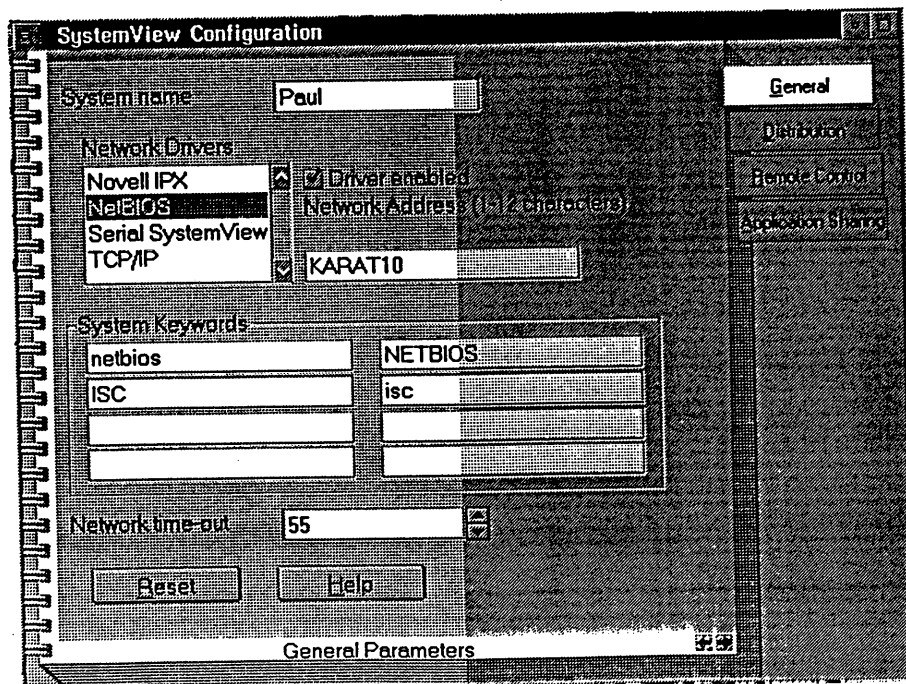 SystemView Configuration
General
Distribution
Remote Control
Application Sharing
System name
Paul
Network Drivers
Novell IPX
NetBIOS
Serial SystemView
TCP/IP
Driver enabled
Network Address (1-12 characters)
KARAT10
System Keywords
netbios
NETBIOS
ISC
isc
Network time-out
55
Reset
Help
General Parameters